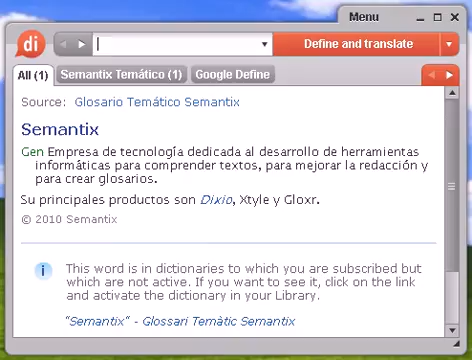 Menu
di
Define and translate
All (1)
Semantix Temático (1)
Google Define
Source: Glosario Temático Semantix
Semantix
Gen Empresa de tecnología dedicada al desarrollo de herramientas
informáticas para comprender textos, para mejorar la redacción y
para crear glosarios.
Su principales productos son Dixio, Xtyle y Gloxr.
© 2010 Semantix
This word is in dictionaries to which you are subscribed but
which are not active. If you want to see it, click on the link
and activate the dictionary in your Library.
"Semantix" - Glossari Temàtic Semantix